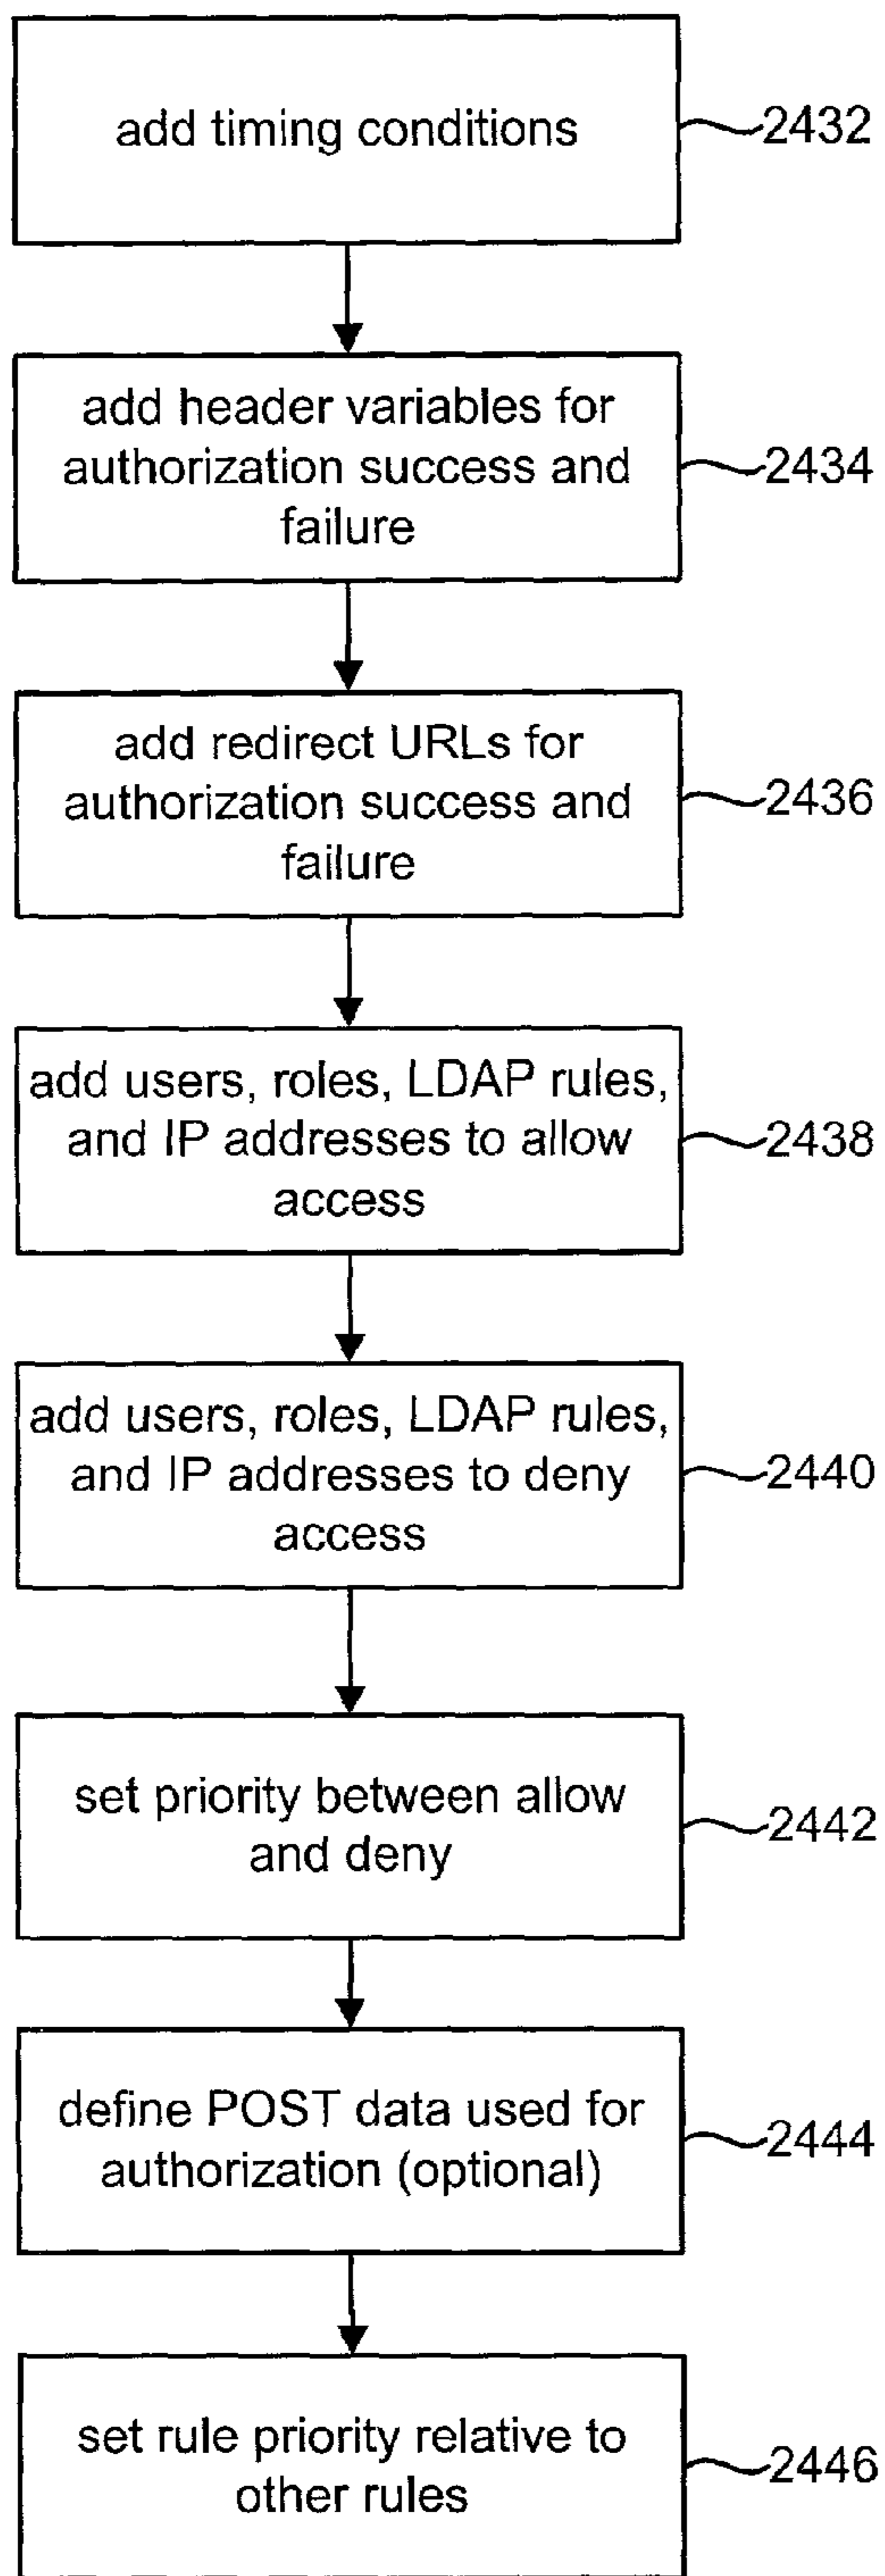 add timing conditions
2432
add header variables for
authorization success and
failure
2434
add redirect URLs for
authorization success and
failure
2436
add users, roles, LDAP rules,
and IP addresses to allow
access
2438
add users, roles, LDAP rules,
and IP addresses to deny
access
2440
set priority between allow
and deny
2442
define POST data used for
authorization (optional)
2444
set rule priority relative to
other rules
2446